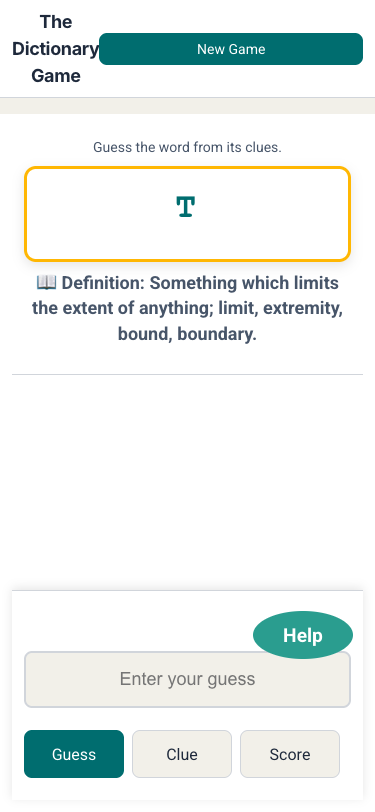 The
Dictionary
Game
New Game
Guess the word from its clues.
T
📖 Definition: Something which limits
the extent of anything; limit, extremity,
bound, boundary.
Help
Enter your guess
Guess
Clue
Score